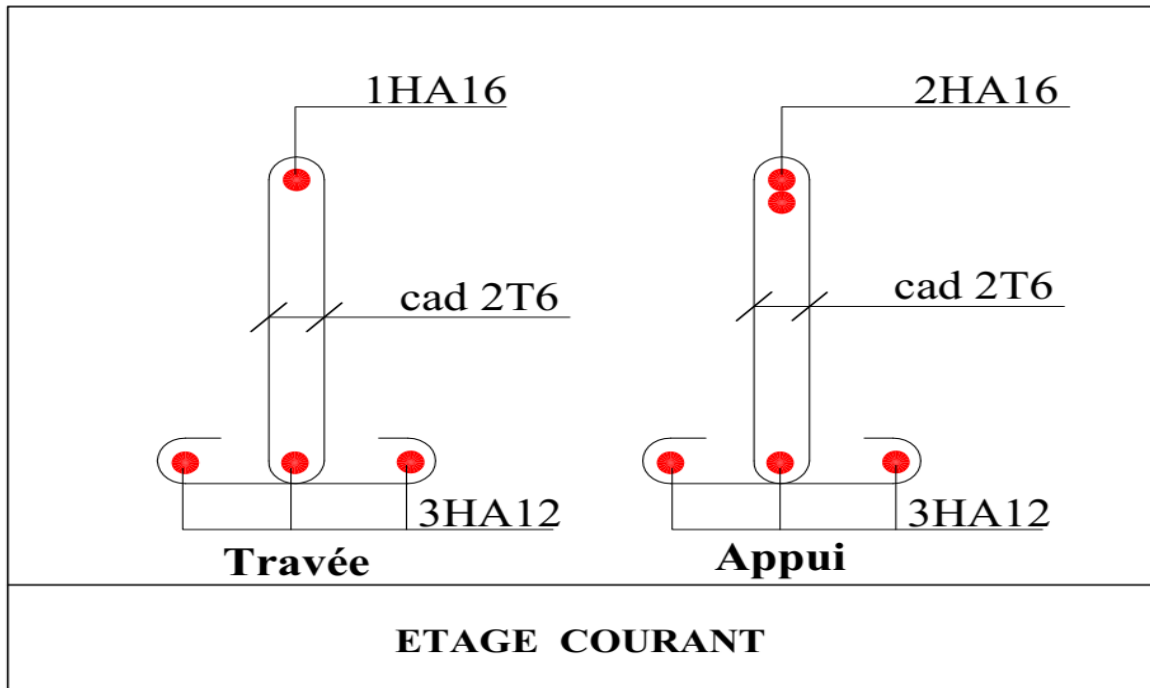 1HA16
2HA16
cad 2T6
cad 2T6
3HA12
3HA12
Travée
Appui
ETAGE COURANT